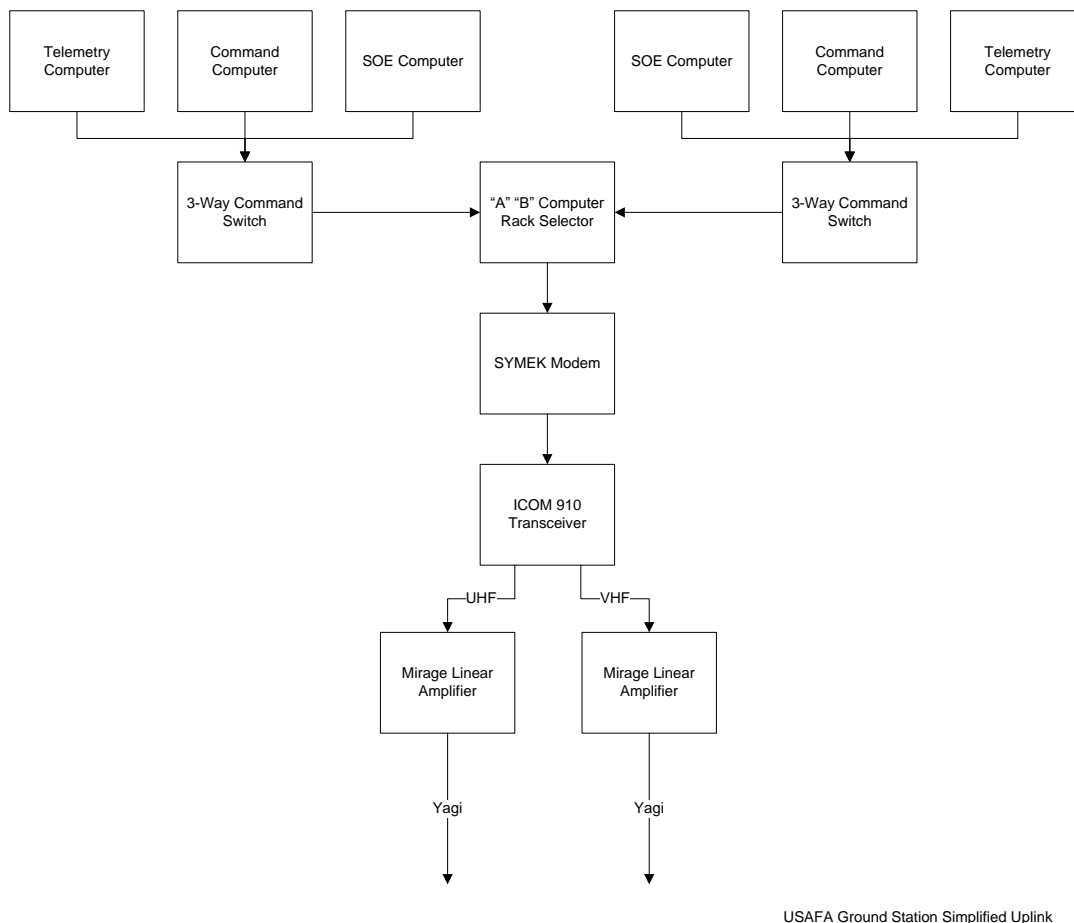 Telemetry
Computer
Command
Computer
SOE Computer
SOE Computer
Command
Computer
Telemetry
Computer
3-Way Command
Switch
“A” “B” Computer
Rack Selector
3-Way Command
Switch
SYMEK Modem
ICOM 910
Transceiver
UHF
VHF
Mirage Linear
Amplifier
Mirage Linear
Amplifier
Yagi
Yagi
USAFA Ground Station Simplified Uplink